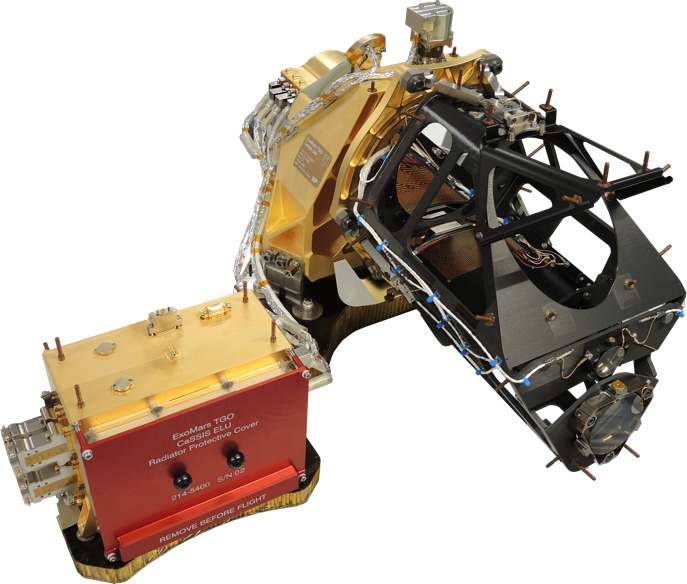 ExoMars TGO
CaSSIS ELU
Radiator Protective Cover
214-5400 S/N 02
REMOVE BEFORE FLIGHT